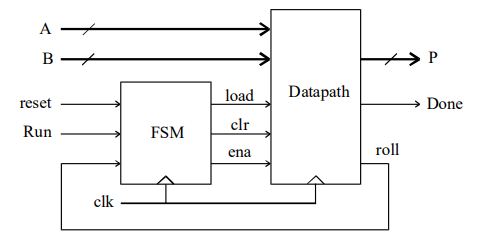 A
B
P
Datapath
load
reset
Done
clr
Run
FSM
ena
roll
clk